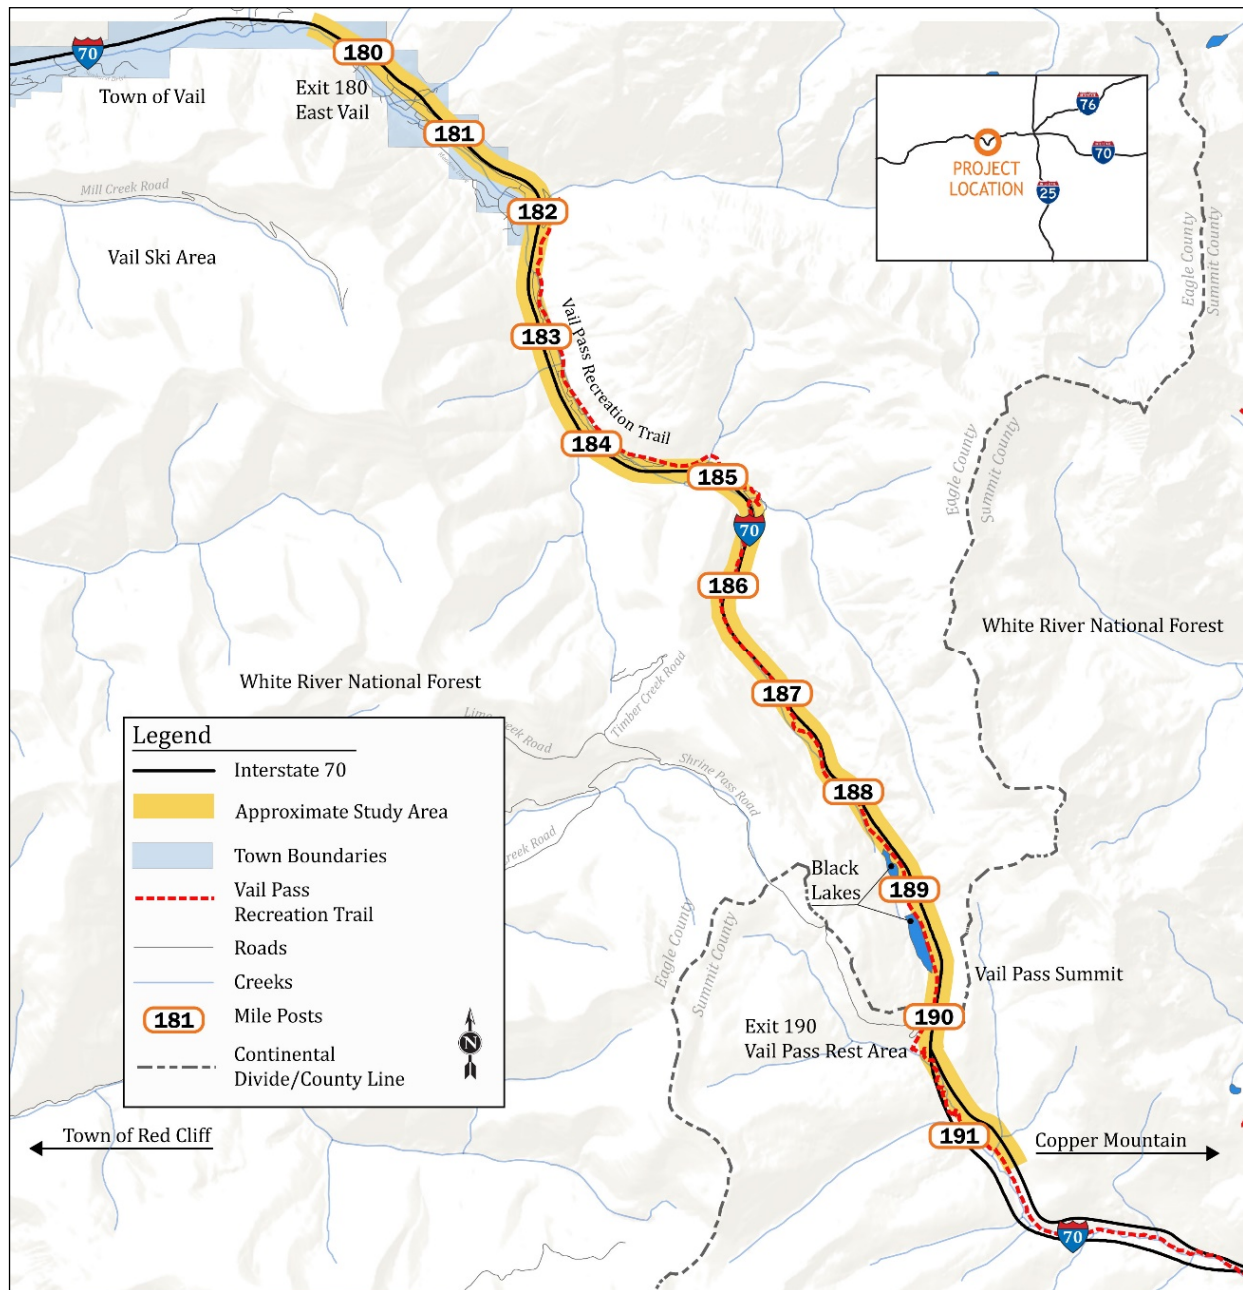 70
180
Town of Vail
Exit 180
East Vail
181
76
70
PROJECT
LOCATION
25
Mill Creek Road
182
Vail Ski Area
Eagle County
Summit County
183
Vail Pass Recreation Trail
184
185
Eagle County
Summit County
70
186
White River National Forest
White River National Forest
187
Timber Creek Road
Creek Road
Shrine Pass Road
188
Creek Road
Black
Lakes
189
Eagle County
Summit County
Vail Pass Summit
190
Exit 190
Vail Pass Rest Area
191
Copper Mountain
70
Legend
Interstate 70
Approximate Study Area
Town Boundaries
Vail Pass
Recreation Trail
Roads
Creeks
181
Mile Posts
N
Continental
Divide/County Line
Town of Red Cliff